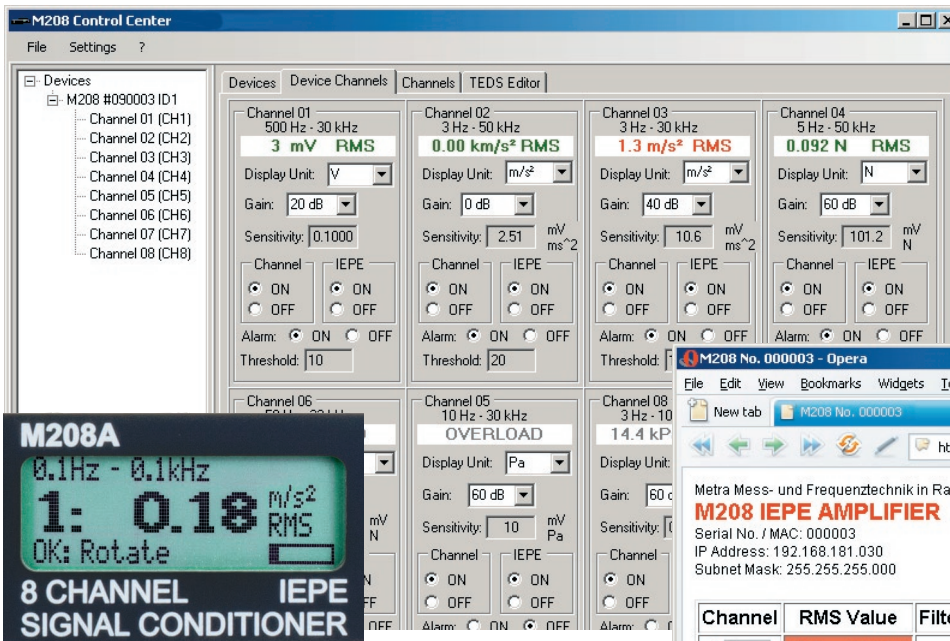 M208 Control Center
File Settings ?
Devices
M208 #090003 ID1
Channel 01 (CH1)
Channel 02 (CH2)
Channel 03 (CH3)
Channel 04 (CH4)
Channel 05 (CH5)
Channel 06 (CH6)
Channel 07 (CH7)
Channel 08 (CH8)
Devices Device Channels Channels TEDS Editor
Channel 01
500 Hz - 30 kHz
3 mV RMS
Display Unit: V
Gain: 20 dB
Sensitivity: 0.1000
Channel IEPE
ON ON
OFF OFF
Alarm: ON OFF
Threshold: 10
Channel 02
3 Hz - 50 kHz
0.00 km/s² RMS
Display Unit: m/s²
Gain: 0 dB
Sensitivity: 2.51 mV
ms^2
Channel IEPE
ON ON
OFF OFF
Alarm: ON OFF
Threshold: 20
Channel 03
3 Hz - 30 kHz
1.3 m/s² RMS
Display Unit: m/s²
Gain: 40 dB
Sensitivity: 10.6 mV
ms^2
Channel IEPE
ON ON
OFF OFF
Alarm: ON OFF
Threshold:
Channel 04
5 Hz - 50 kHz
0.092 N RMS
Display Unit: N
Gain: 60 dB
Sensitivity: 101.2 mV
N
Channel IEPE
ON ON
OFF OFF
Alarm: ON OFF
Channel 06
mV
N
OFF
Channel 05
10 Hz - 30 kHz
OVERLOAD
Display Unit: Pa
Gain: 60 dB
Sensitivity: 10 mV
Pa
Channel IEPE
ON ON
OFF OFF
Alarm: ON OFF
Channel 08
3 Hz - 10
14.4 kP
Display Unit:
Gain: 60
Sensitivity:
Channel
ON
OFF
Alarm:
M208A
0.1Hz - 0.1kHz
1: 0.18 m/s²
RMS
OK: Rotate
8 CHANNEL IEPE
SIGNAL CONDITIONER
M208 No. 000003 - Opera
File Edit View Bookmarks Widgets
New tab M208 No. 000003
Metra Mess- und Frequenztechnik in Ra
M208 IEPE AMPLIFIER
Serial No. / MAC: 000003
IP Address: 192.168.181.030
Subnet Mask: 255.255.255.000
Channel RMS Value Filt